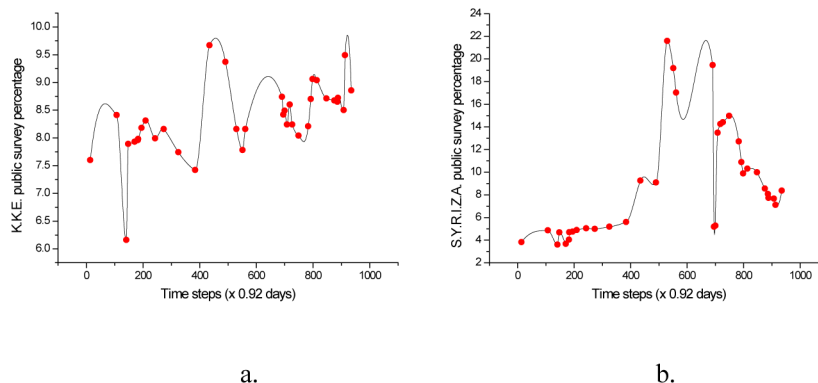 10.0
9.5
9.0
8.5
8.0
7.5
7.0
6.5
6.0
K.K.E. public survey percentage
0 200 400 600 800 1000
Time steps (x 0.92 days)
a.
24
22
20
18
16
14
12
10
8
6
4
2
S.Y.R.I.Z.A. public survey percentage
0 200 400 600 800 1000
Time steps (x 0.92 days)
b.